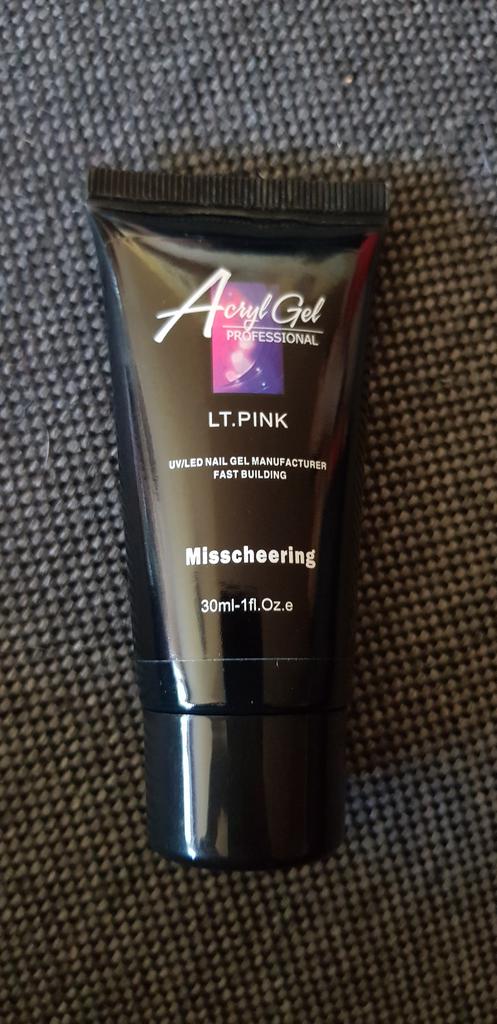 Acryl Gel
PROFESSIONAL
LT.PINK
UV/LED NAIL GEL MANUFACTURER
FAST BUILDING
Misscheering
30ml-1fl.Oz.e